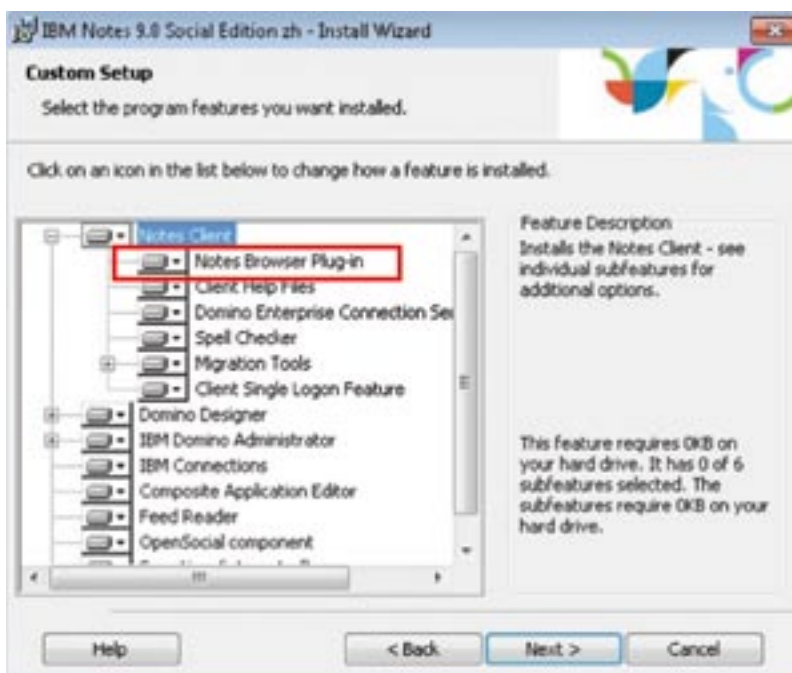 IBM Notes 9.0 Social Edition zh - Install Wizard
Custom Setup
Select the program features you want installed.
Click on an icon in the list below to change how a feature is installed.
Notes Client
Notes Browser Plug-in
Client Help Files
Domino Enterprise Connection Ser
Spell Checker
Migration Tools
Client Single Logon Feature
Domino Designer
IBM Domino Administrator
IBM Connections
Composite Application Editor
Feed Reader
OpenSocial component
Feature Description
Installs the Notes Client - see
individual subfeatures for
additional options.
This feature requires 0KB on
your hard drive. It has 0 of 6
subfeatures selected. The
subfeatures require 0KB on your
hard drive.
Help
< Back
Next >
Cancel